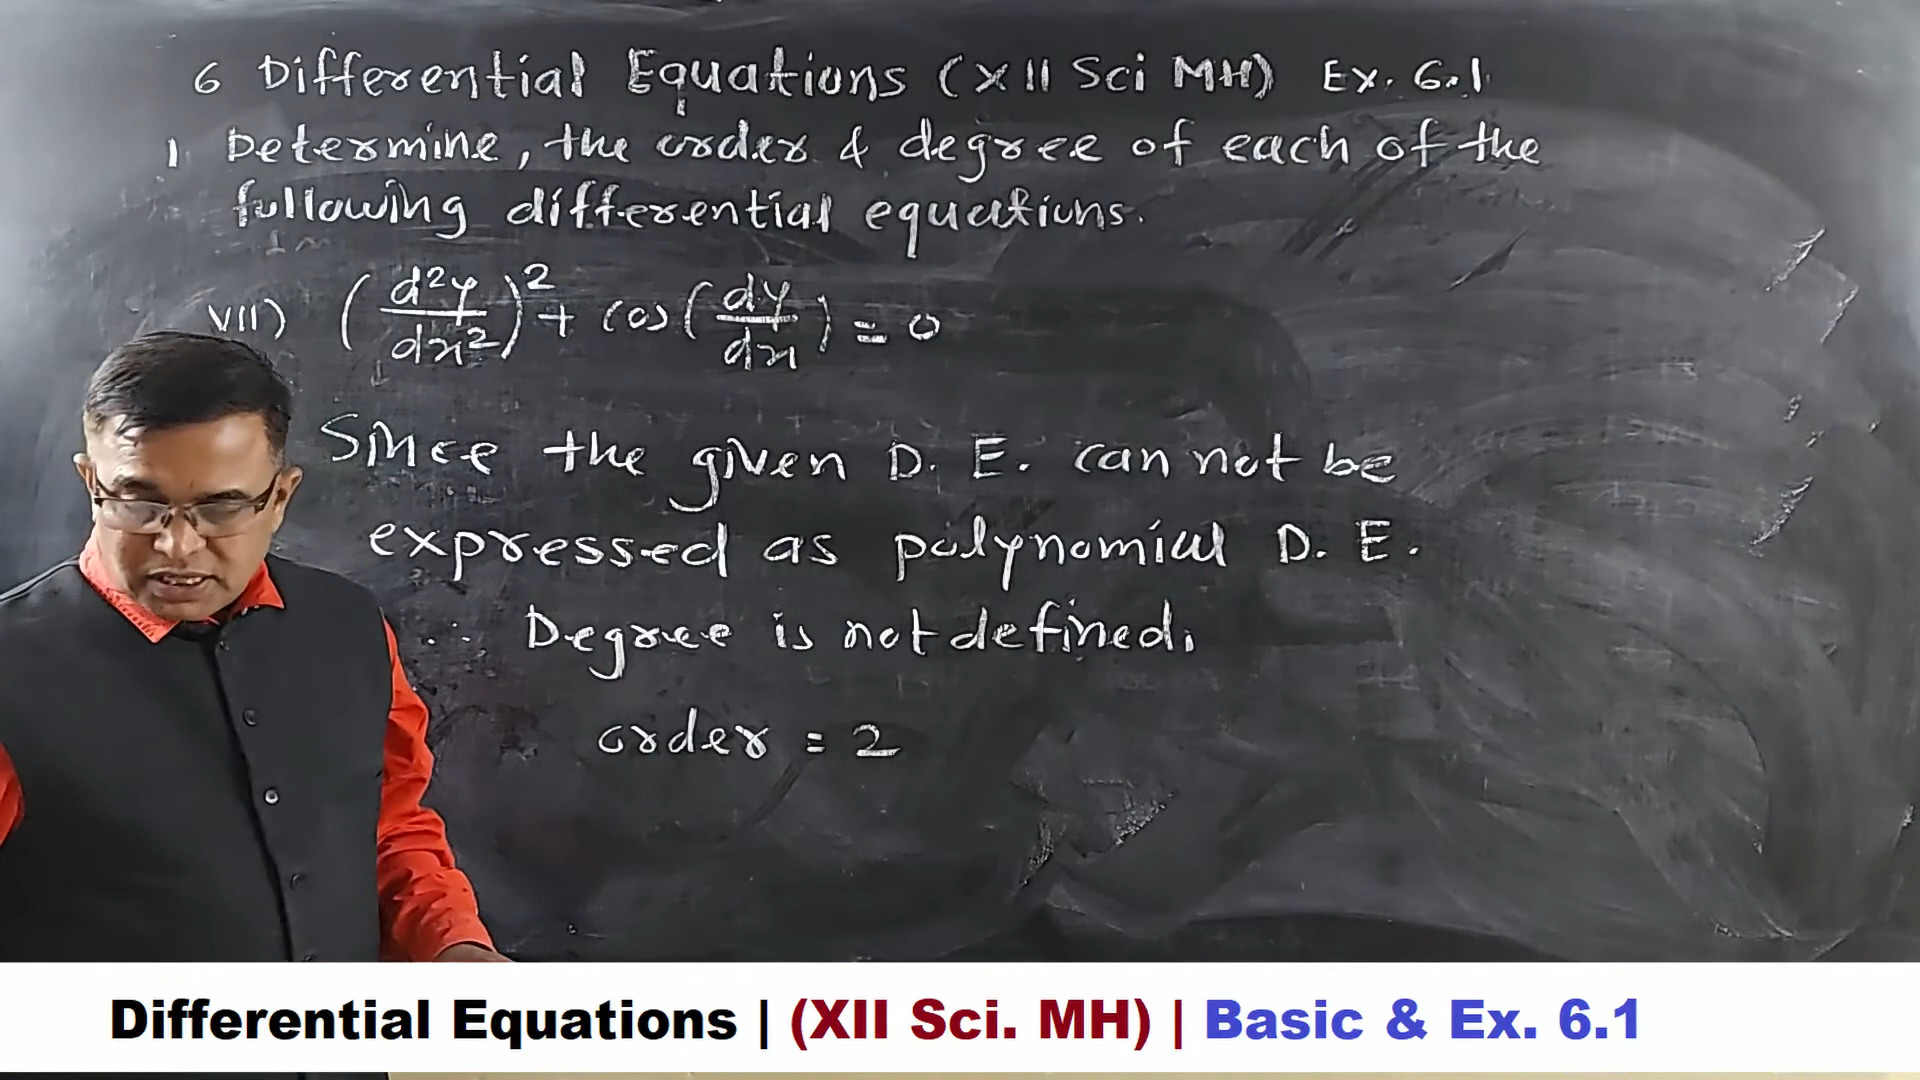 6 Differential Equations (XII Sci MH) Ex. 6.1
1 Determine, the order & degree of each of the
following differential equations.
VII) (d²y/dx²)² + cos(dy/dx) = 0
Since the given D. E. can not be
expressed as polynomial D. E.
∴ Degree is not defined.
order = 2
Differential Equations | (XII Sci. MH) | Basic & Ex. 6.1